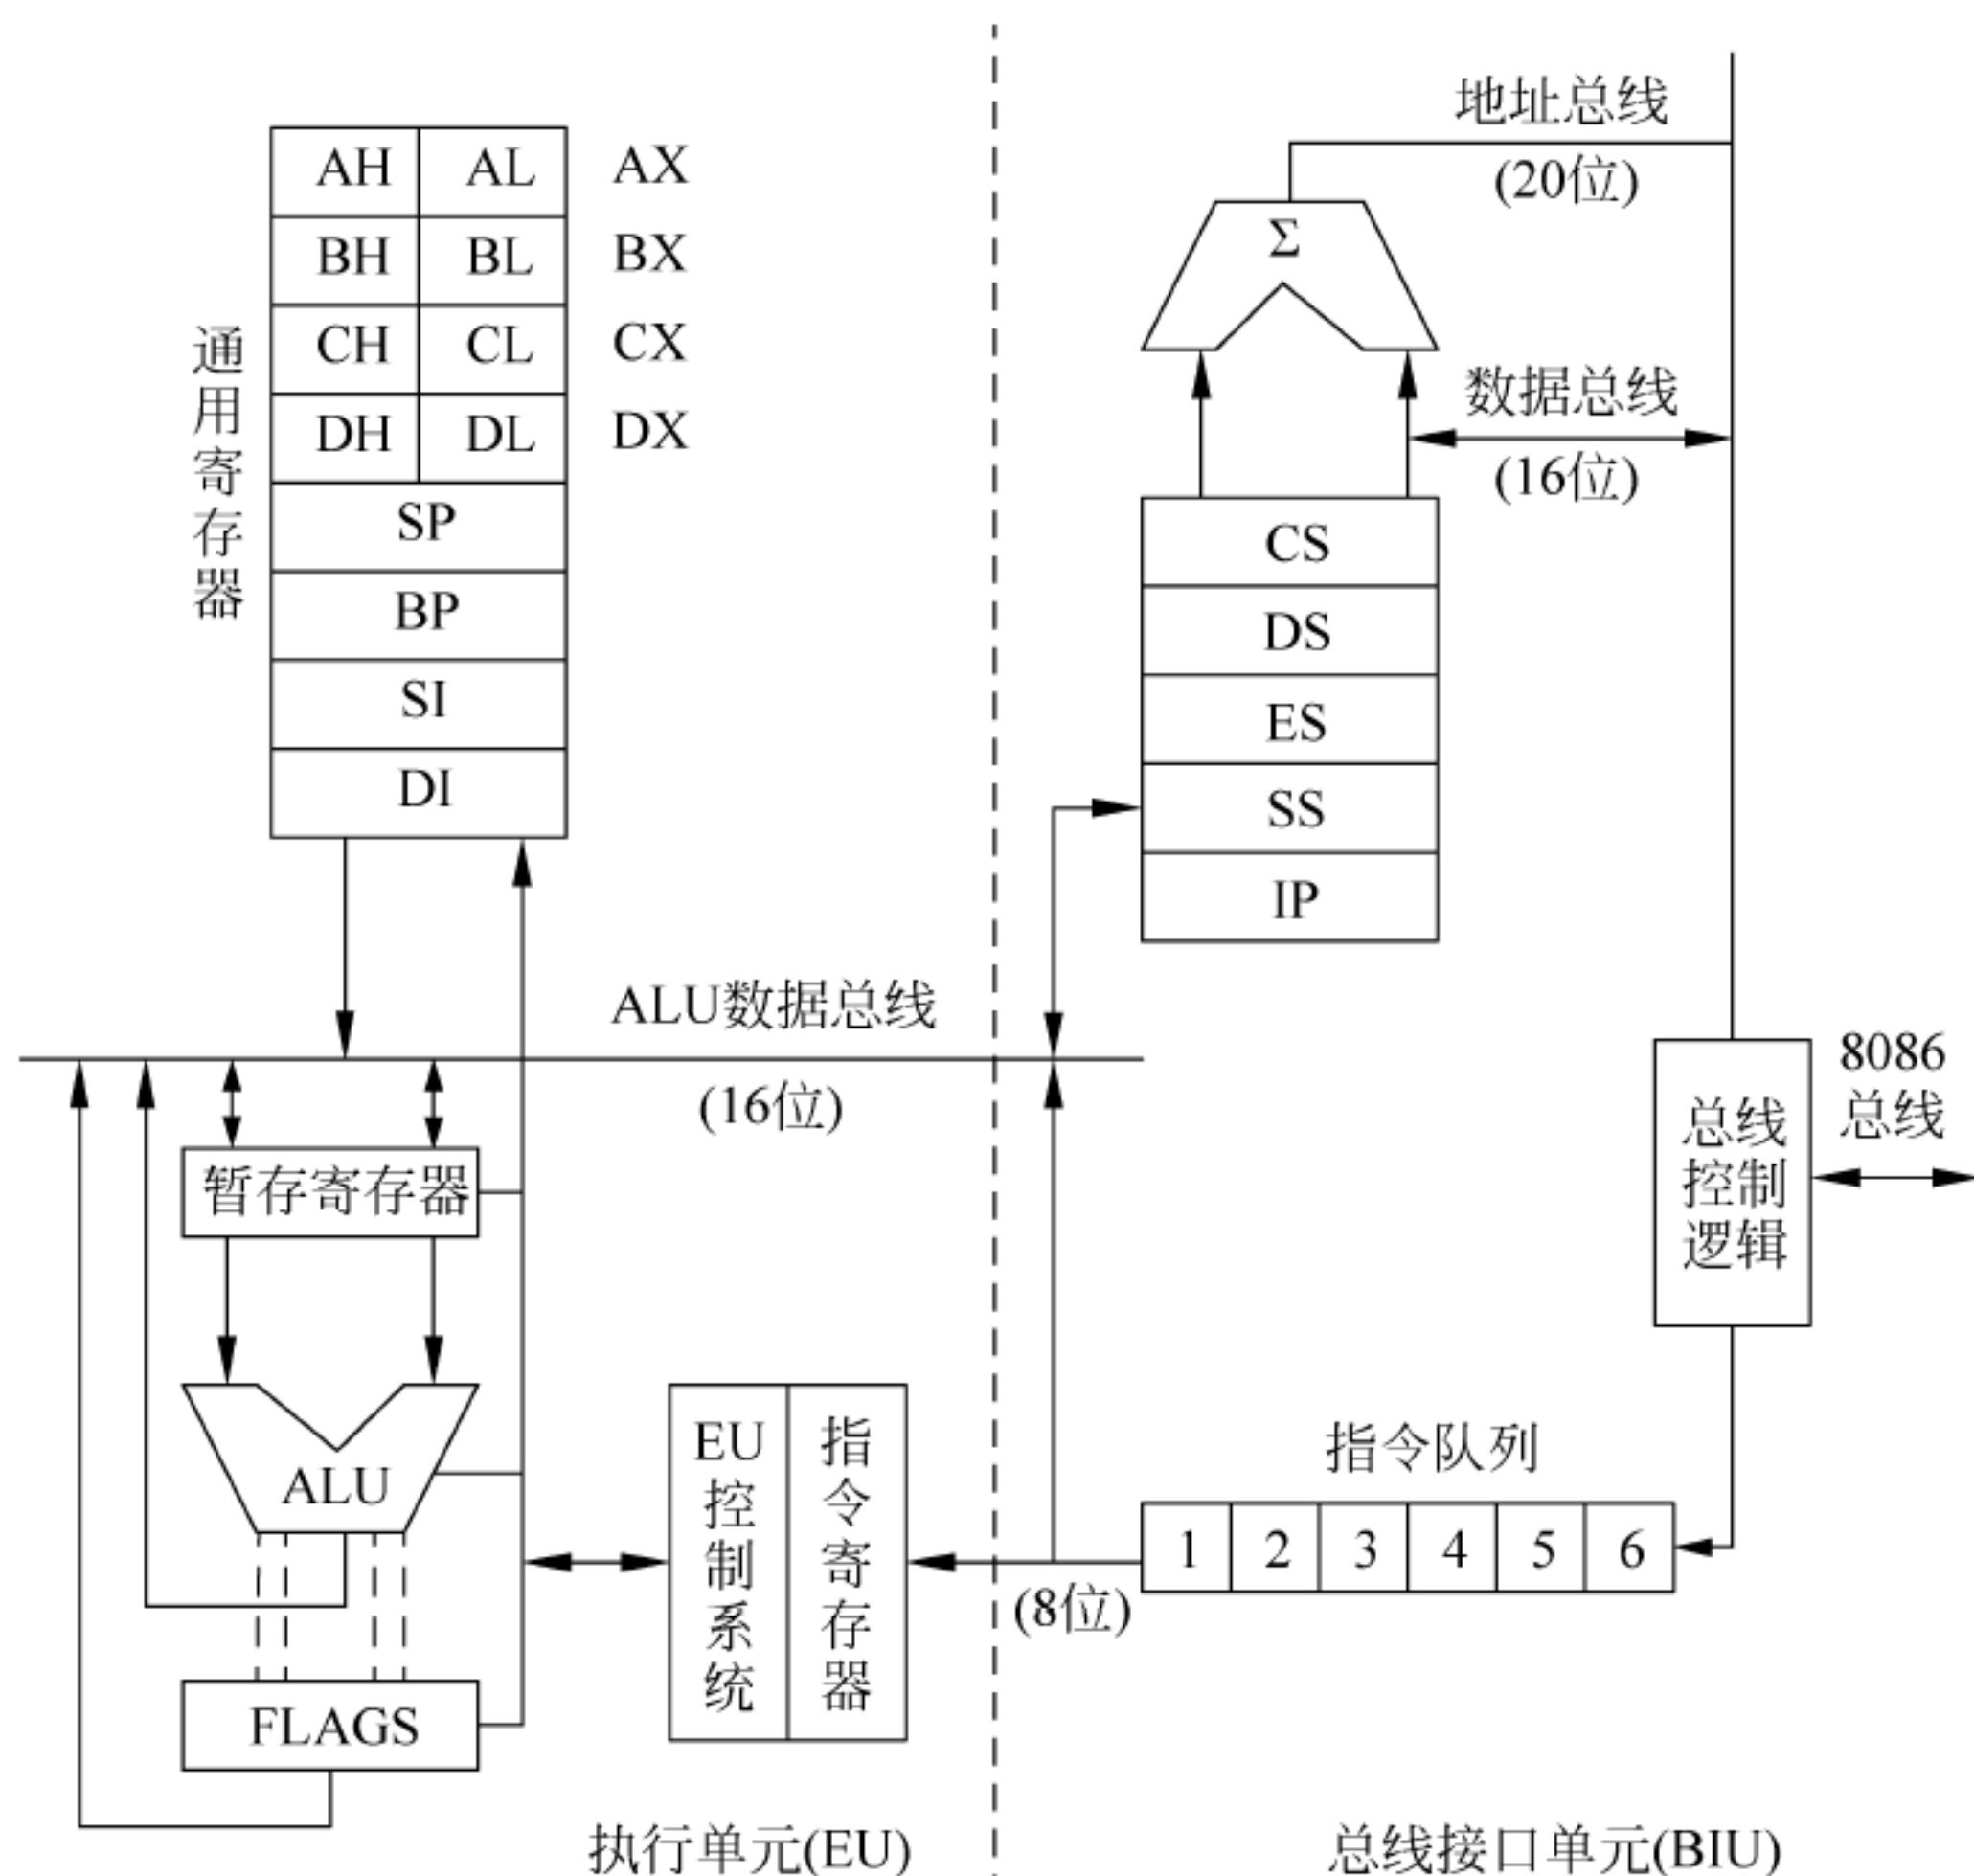 通用寄存器
AH AL AX
BH BL BX
CH CL CX
DH DL DX
SP
BP
SI
DI
ALU数据总线
(16位)
暂存寄存器
ALU
FLAGS
EU控制系统
指令寄存器
执行单元(EU)
地址总线
(20位)
Σ
数据总线
(16位)
CS
DS
ES
SS
IP
8086
总线
总线
控制
逻辑
指令队列
1 2 3 4 5 6
(8位)
总线接口单元(BIU)